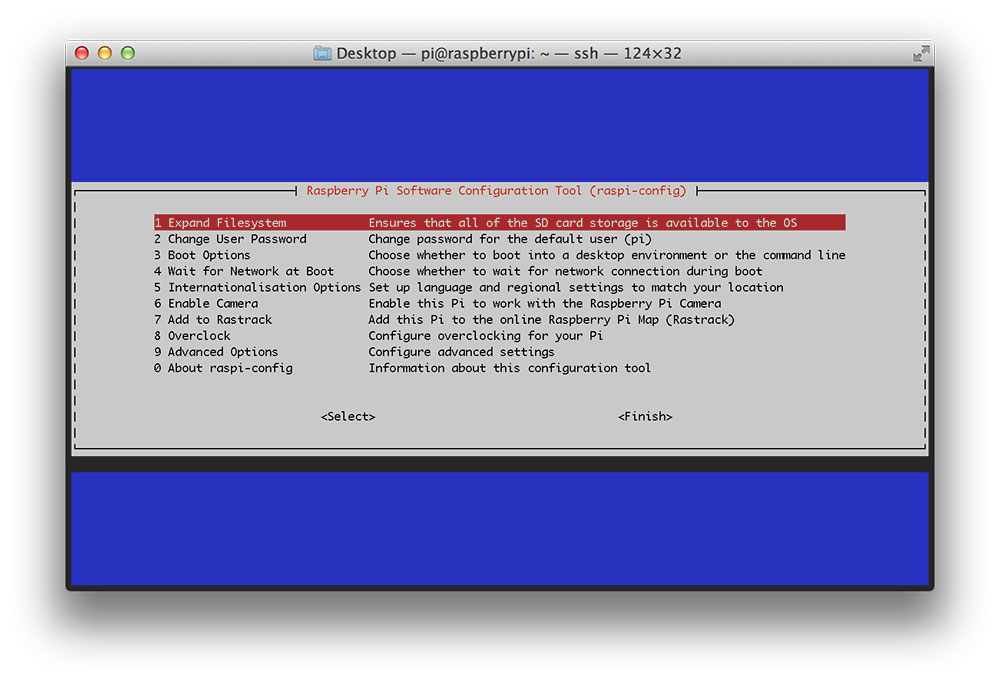 Desktop — pi@raspberrypi: ~ — ssh — 124×32
Raspberry Pi Software Configuration Tool (raspi-config)
1 Expand Filesystem Ensures that all of the SD card storage is available to the OS
2 Change User Password Change password for the default user (pi)
3 Boot Options Choose whether to boot into a desktop environment or the command line
4 Wait for Network at Boot Choose whether to wait for network connection during boot
5 Internationalisation Options Set up language and regional settings to match your location
6 Enable Camera Enable this Pi to work with the Raspberry Pi Camera
7 Add to Rastrack Add this Pi to the online Raspberry Pi Map (Rastrack)
8 Overclock Configure overclocking for your Pi
9 Advanced Options Configure advanced settings
0 About raspi-config Information about this configuration tool
<Select> <Finish>